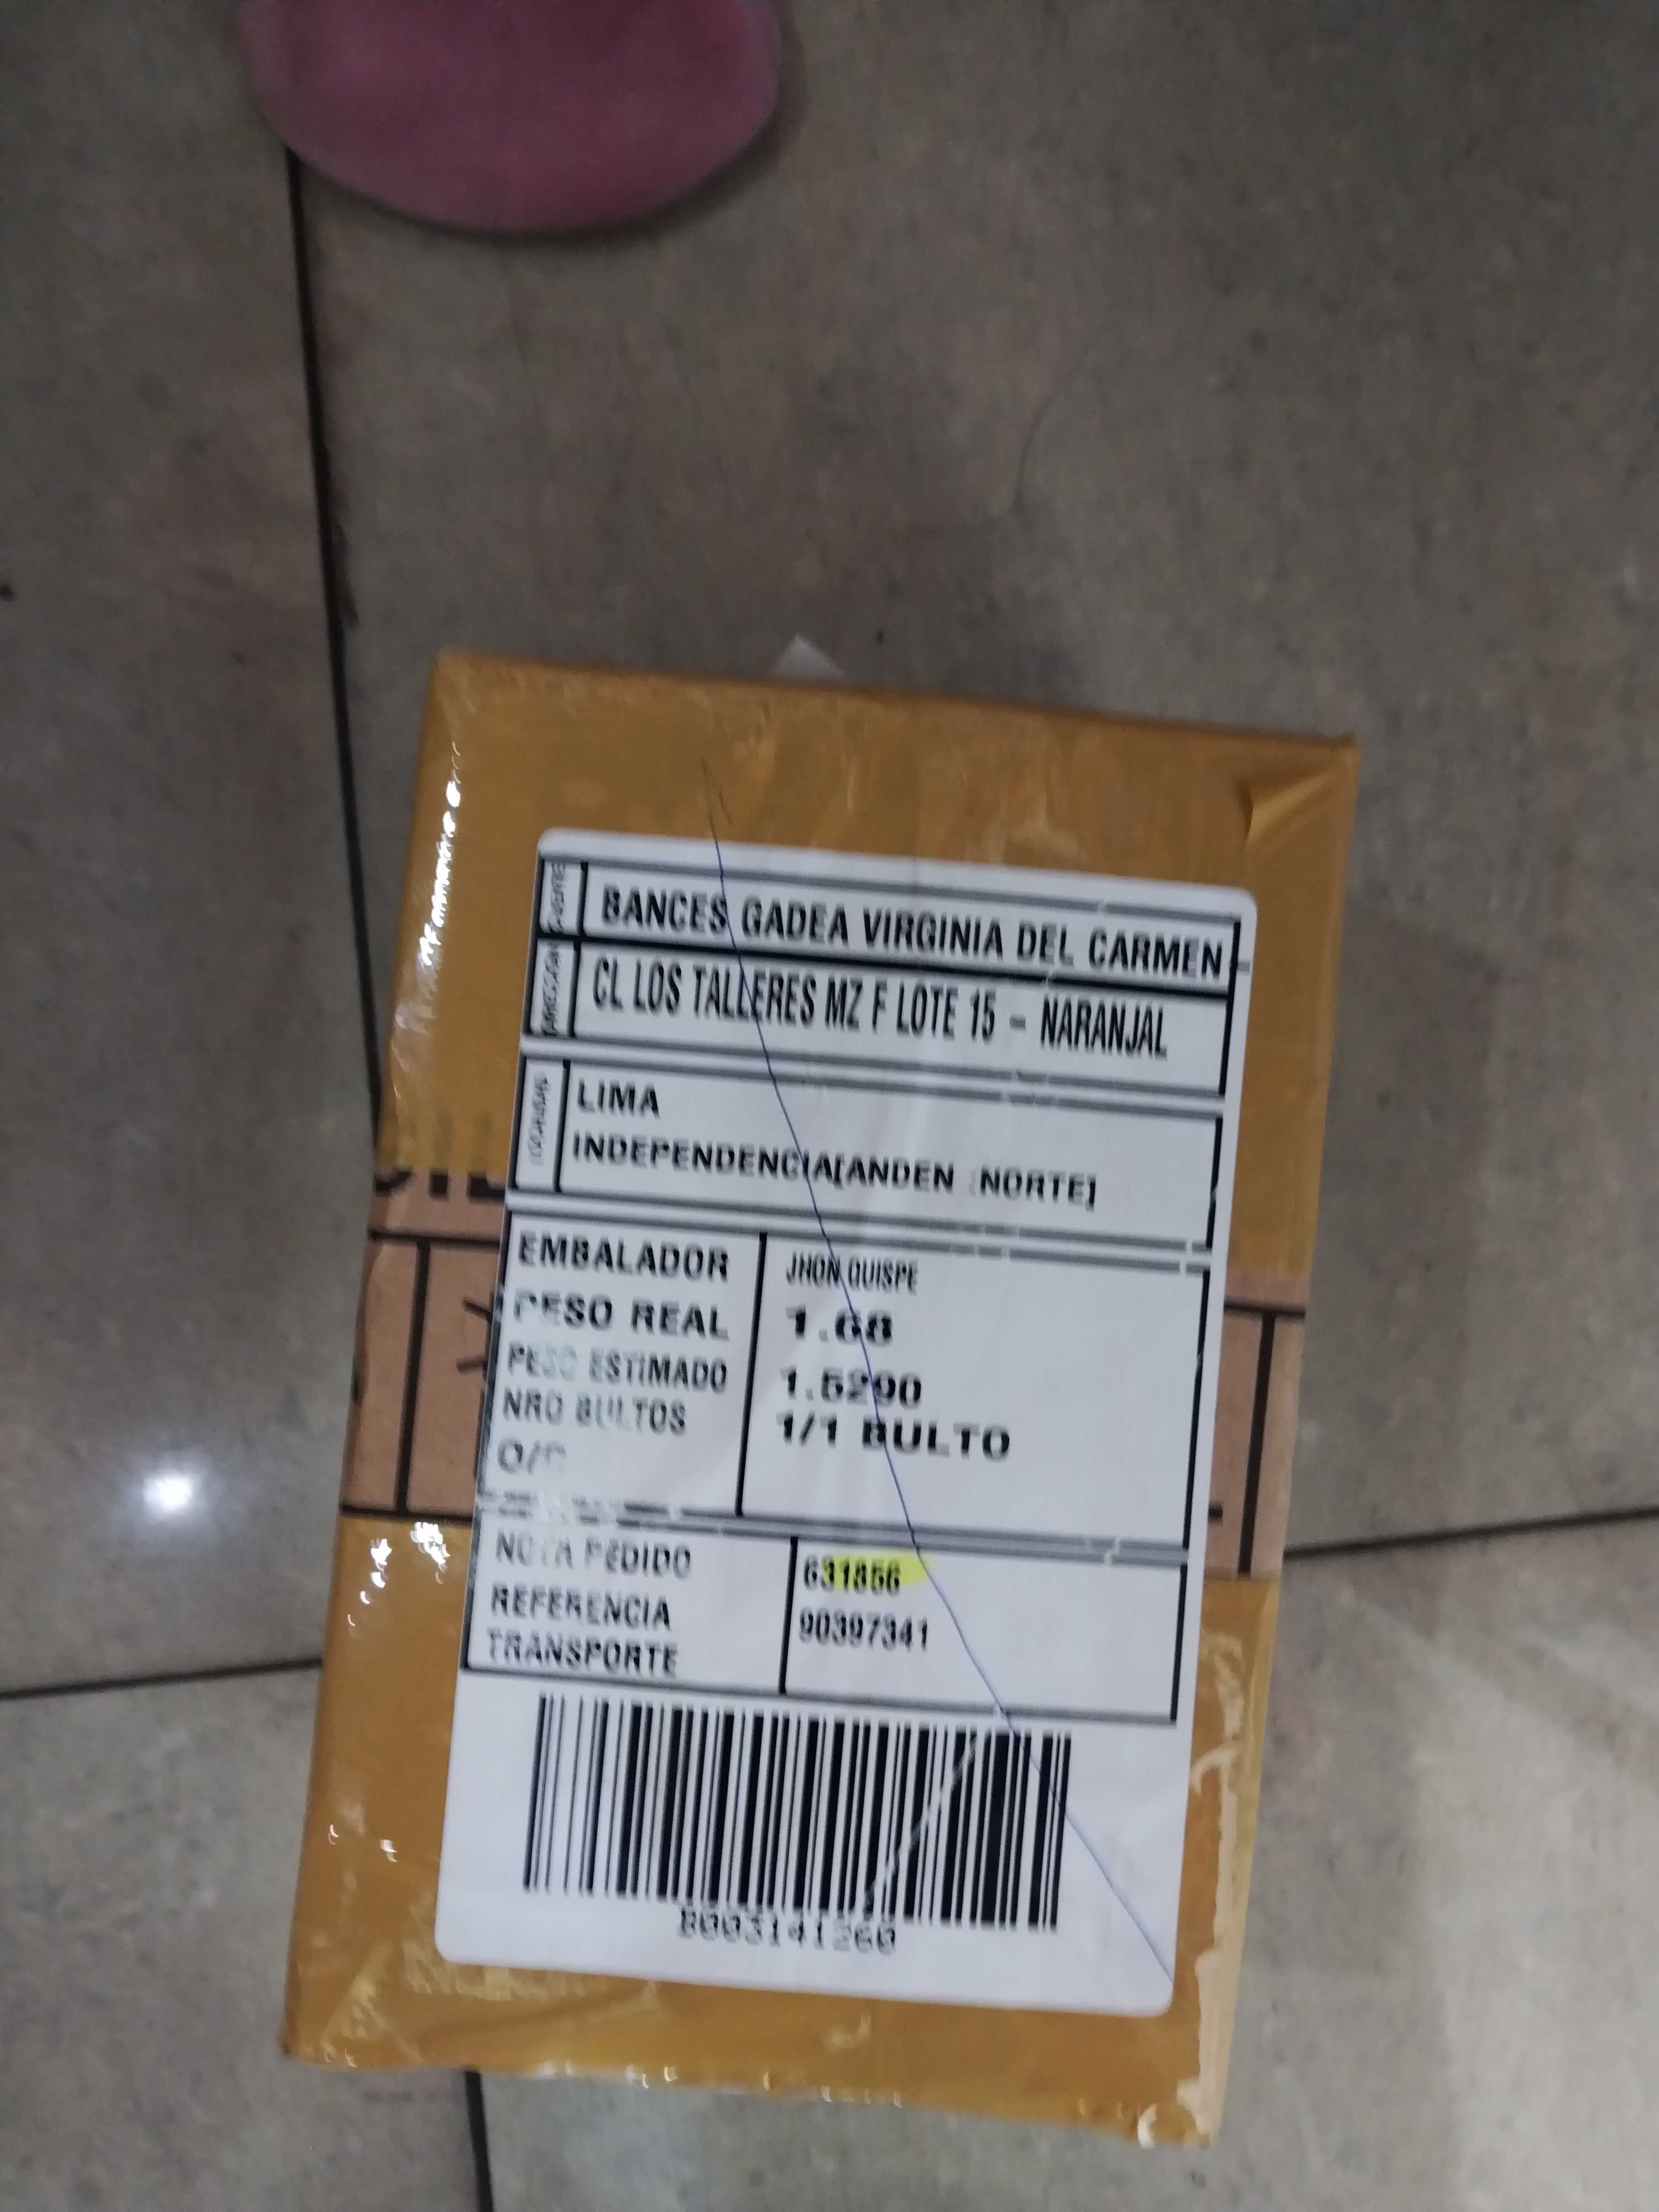 BANCES GADEA VIRGINIA DEL CARMEN
CL LOS TALLERES MZ F LOTE 15 - NARANJAL
LIMA
INDEPENDENCIA[ANDEN NORTE]
EMBALADOR JHON QUISPE
PESO REAL 1.68
PESO ESTIMADO 1.5290
NRO BULTOS 1/1 BULTO
NOTA PEDIDO 631856
REFERENCIA 90397341
TRANSPORTE
B003141260